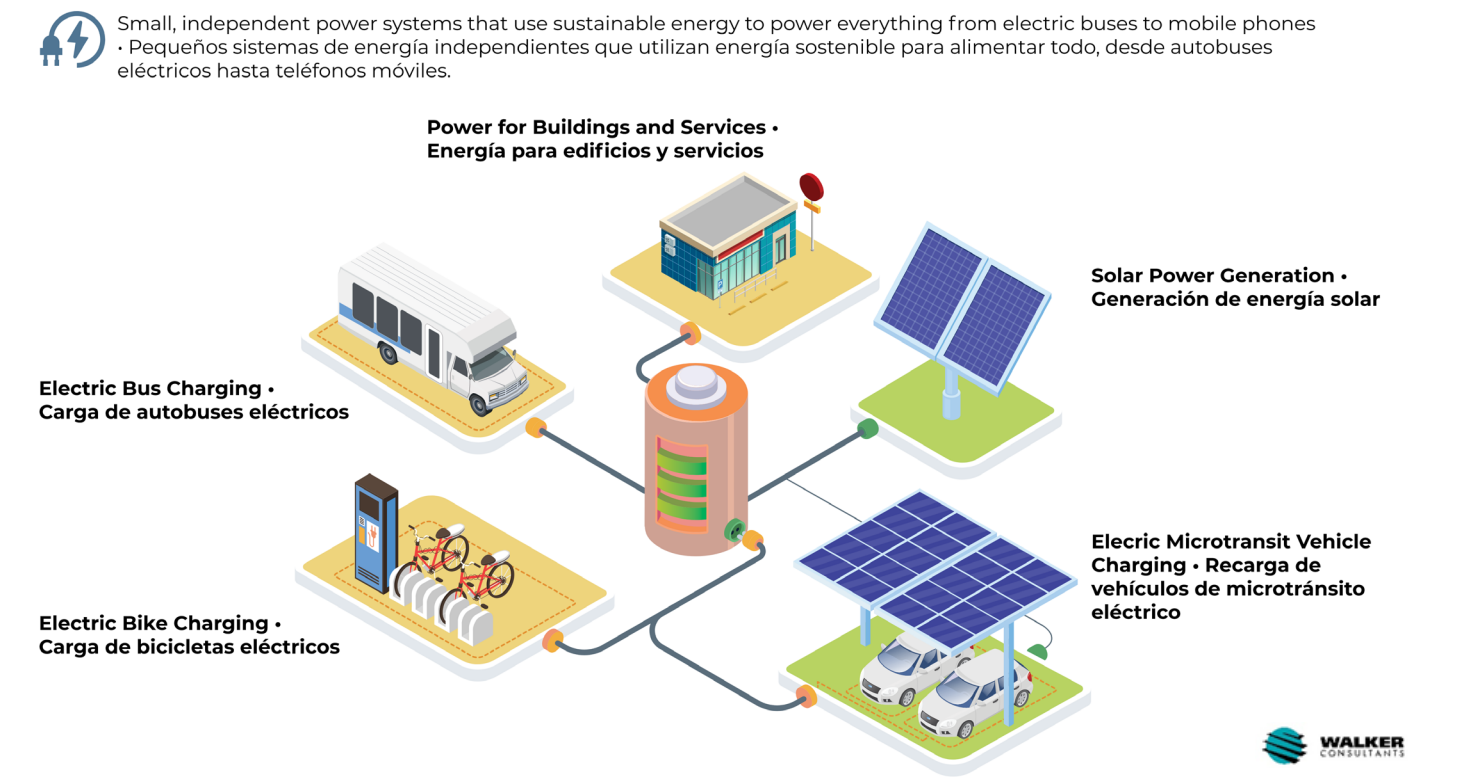 Small, independent power systems that use sustainable energy to power everything from electric buses to mobile phones
• Pequeños sistemas de energía independientes que utilizan energía sostenible para alimentar todo, desde autobuses
eléctricos hasta teléfonos móviles.
Power for Buildings and Services •
Energía para edificios y servicios
Solar Power Generation •
Generación de energía solar
Electric Bus Charging •
Carga de autobuses eléctricos
Elecric Microtransit Vehicle
Charging • Recarga de
vehículos de microtránsito
eléctrico
Electric Bike Charging •
Carga de bicicletas eléctricos
WALKER
CONSULTANTS